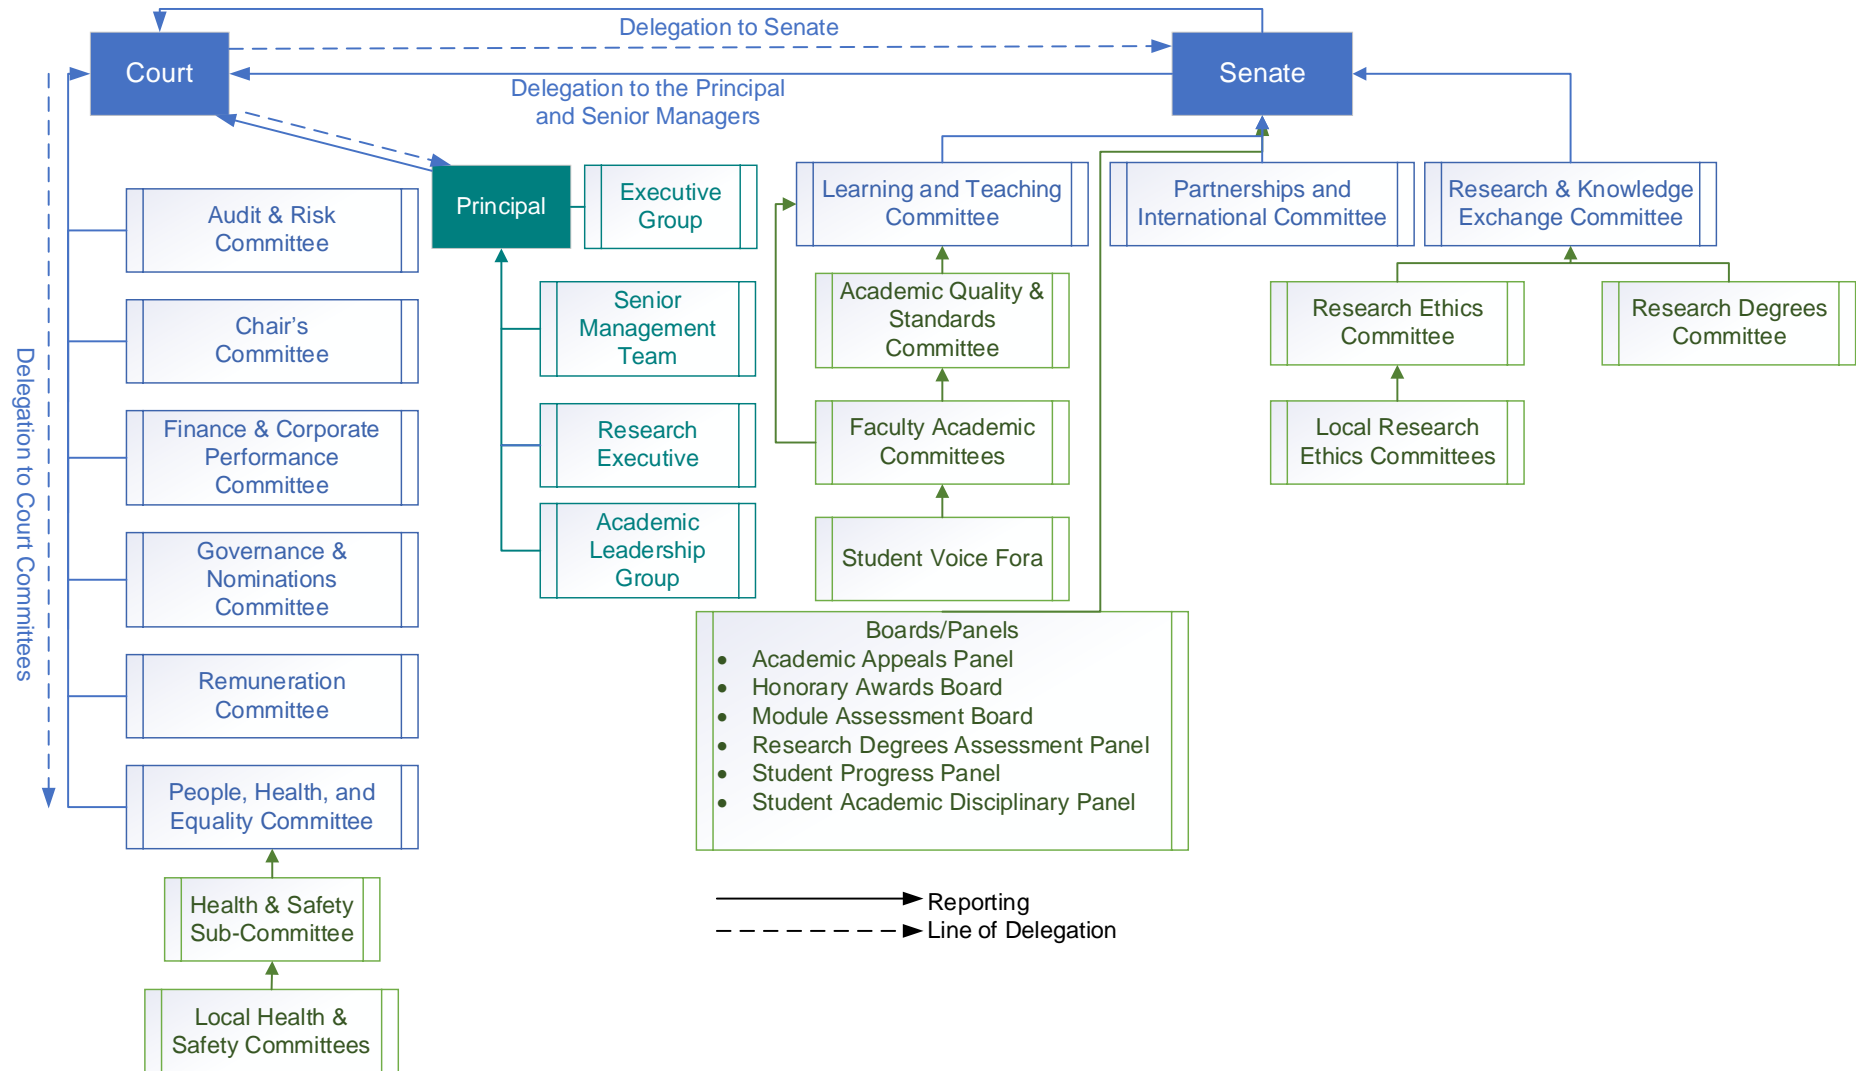 Delegation to Senate
Court
Senate
Delegation to the Principal
and Senior Managers
Principal
Executive
Group
Learning and Teaching
Committee
Partnerships and
International Committee
Research & Knowledge
Exchange Committee
Audit & Risk
Committee
Chair's
Committee
Finance & Corporate
Performance
Committee
Governance &
Nominations
Committee
Remuneration
Committee
People, Health, and
Equality Committee
Health & Safety
Sub-Committee
Local Health &
Safety Committees
Delegation to Court Committees
Senior
Management
Team
Research
Executive
Academic
Leadership
Group
Academic Quality &
Standards
Committee
Faculty Academic
Committees
Student Voice Fora
Research Ethics
Committee
Research Degrees
Committee
Local Research
Ethics Committees
Boards/Panels
• Academic Appeals Panel
• Honorary Awards Board
• Module Assessment Board
• Research Degrees Assessment Panel
• Student Progress Panel
• Student Academic Disciplinary Panel
Reporting
Line of Delegation